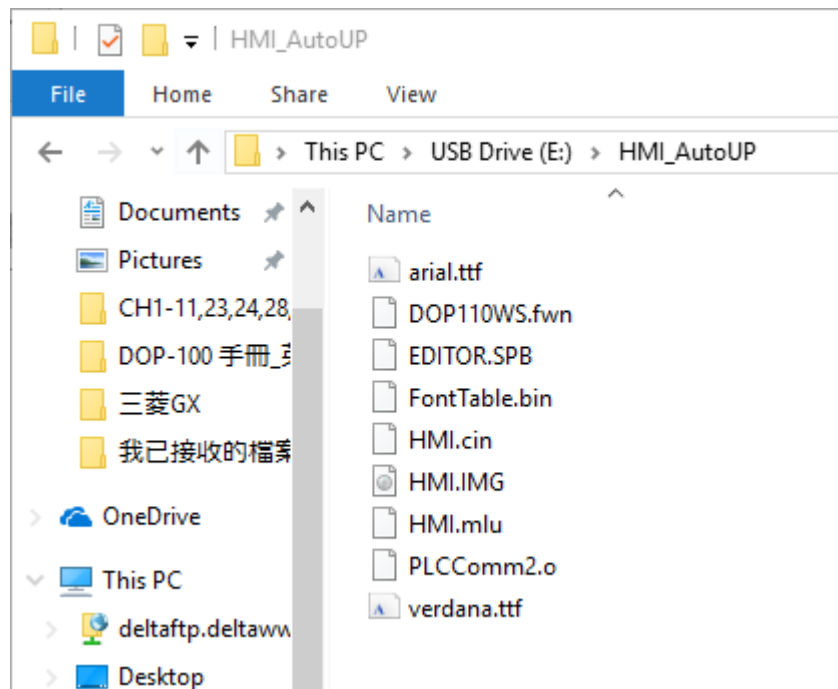 HMI_AutoUP
File Home Share View
This PC > USB Drive (E:) > HMI_AutoUP
Documents
Pictures
CH1-11,23,24,28,
DOP-100 手冊_
三菱GX
我已接收的檔案
OneDrive
This PC
deltaftp.deltaww
Desktop
Name
arial.ttf
DOP110WS.fwn
EDITOR.SPB
FontTable.bin
HMI.cin
HMI.IMG
HMI.mlu
PLCComm2.o
verdana.ttf